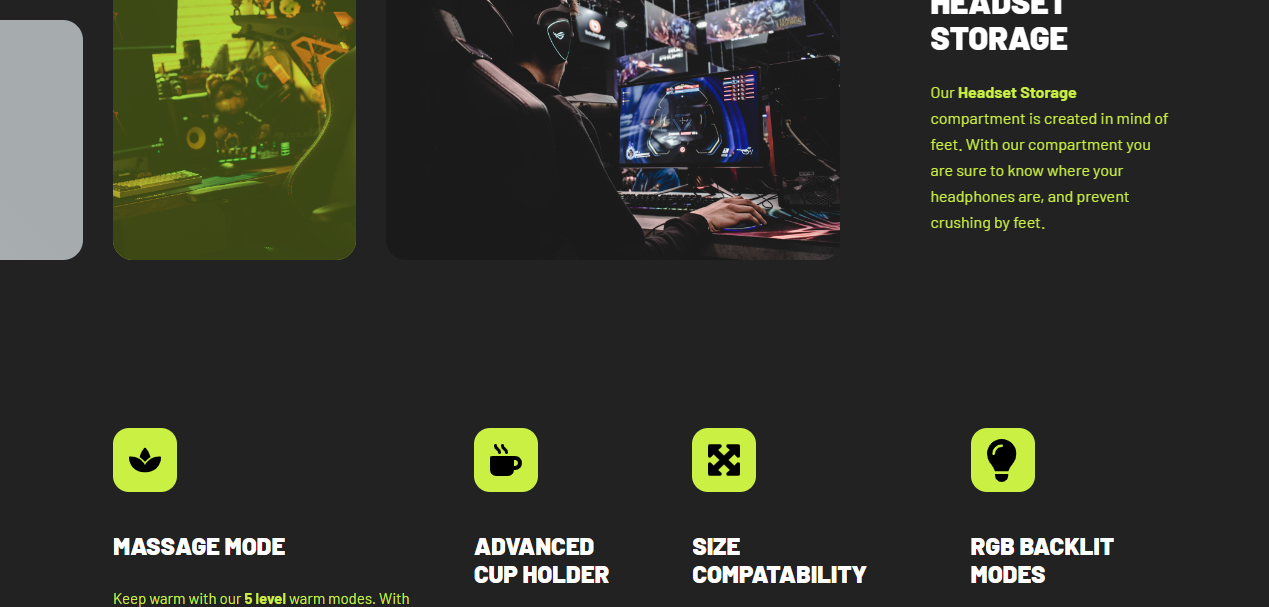 HEADSET
STORAGE
Our Headset Storage
compartment is created in mind of
feet. With our compartment you
are sure to know where your
headphones are, and prevent
crushing by feet.
MASSAGE MODE
Keep warm with our 5 level warm modes. With
ADVANCED
CUP HOLDER
SIZE
COMPATABILITY
RGB BACKLIT
MODES